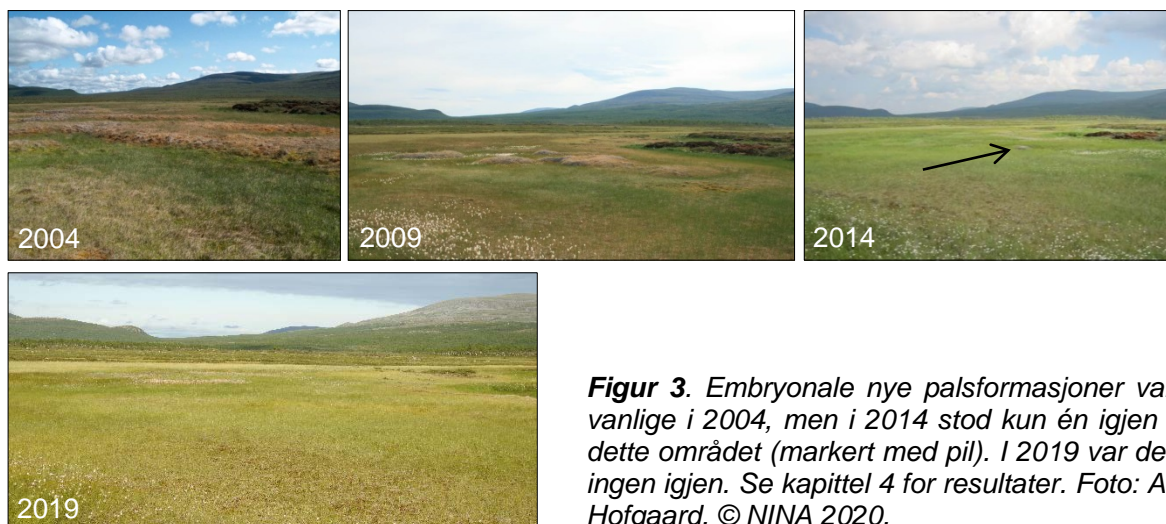 2004
2009
2014
2019
Figur 3. Embryonale nye palsformasjoner va
vanlige i 2004, men i 2014 stod kun én igjen
dette området (markert med pil). I 2019 var de
ingen igjen. Se kapittel 4 for resultater. Foto: A
Hofgaard. © NINA 2020.